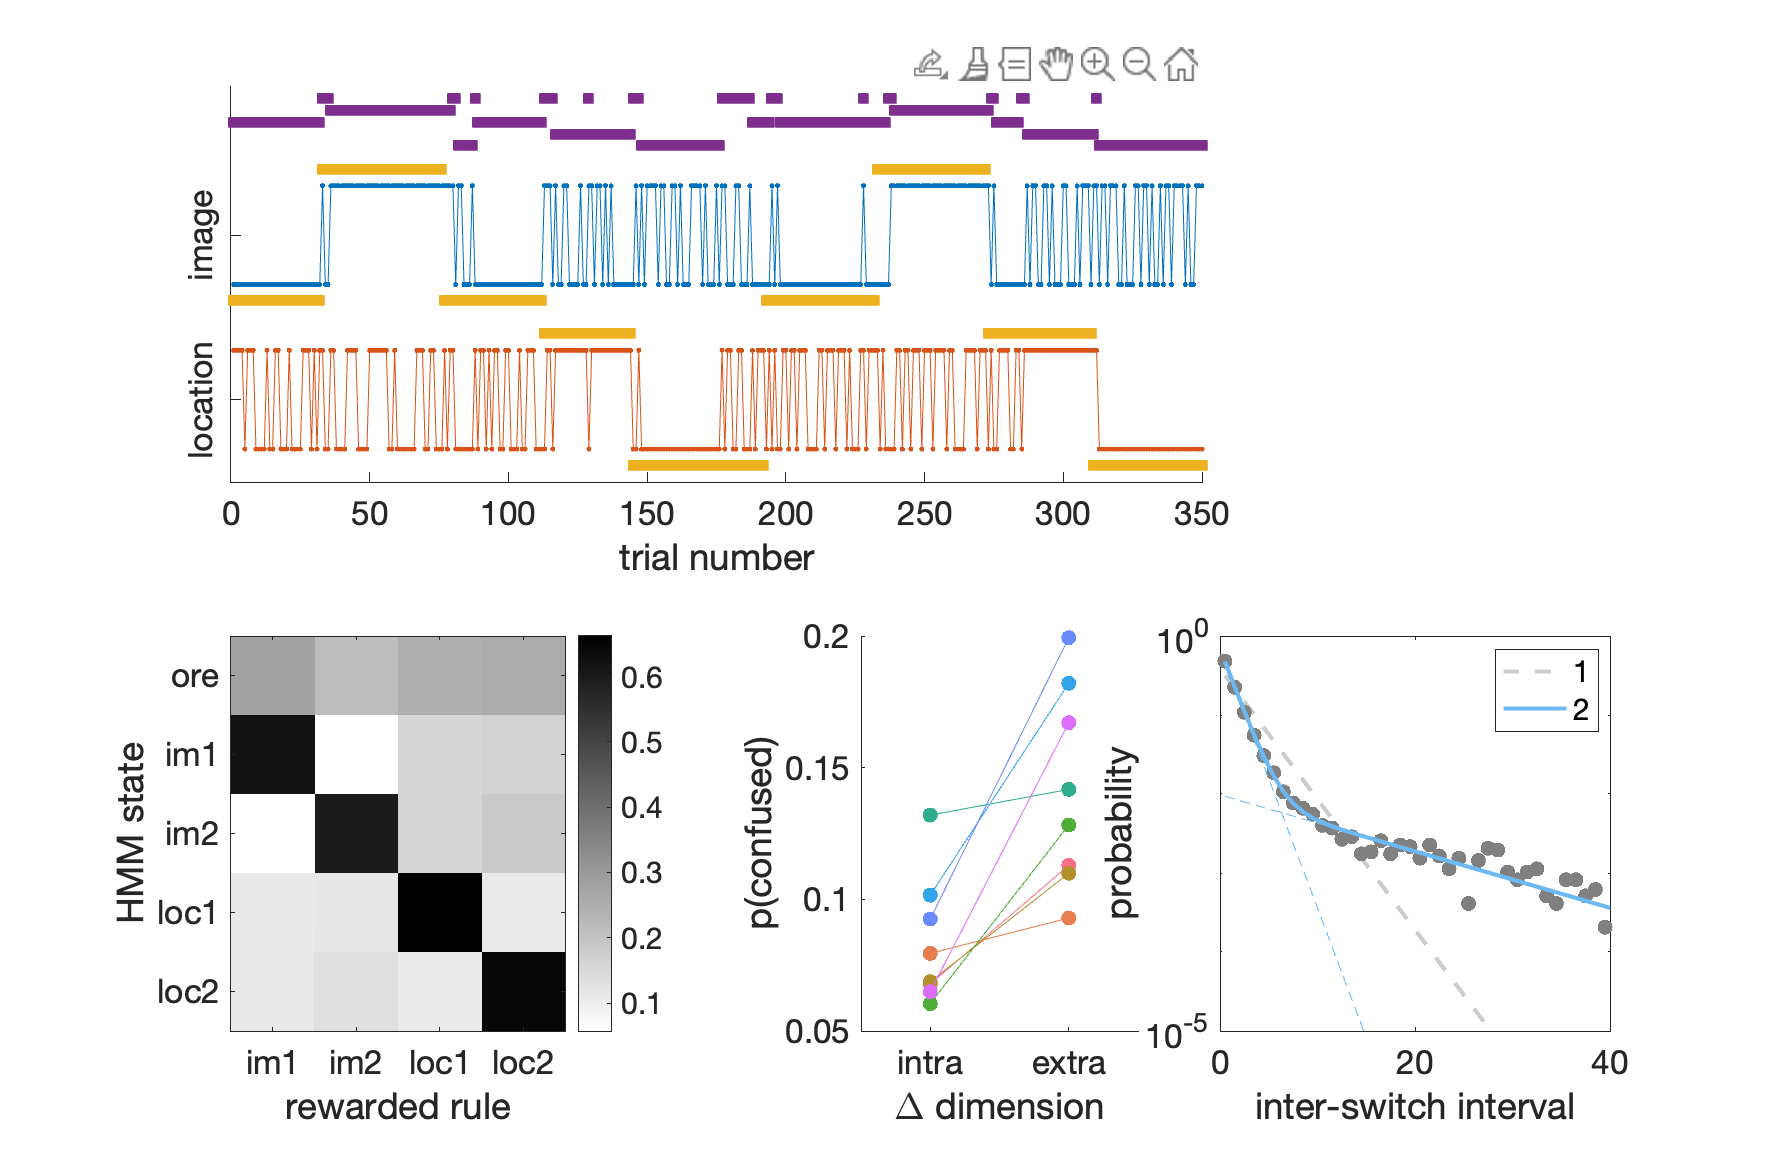 image
location
0 50 100 150 200 250 300 350
trial number
HMM state
ore
im1
im2
loc1
loc2
im1 im2 loc1 loc2
rewarded rule
0.6
0.5
0.4
0.3
0.2
0.1
p(confused)
0.2
0.15
0.1
0.05
intra extra
Δ dimension
probability
10^0
10^-5
1
2
0 20 40
inter-switch interval